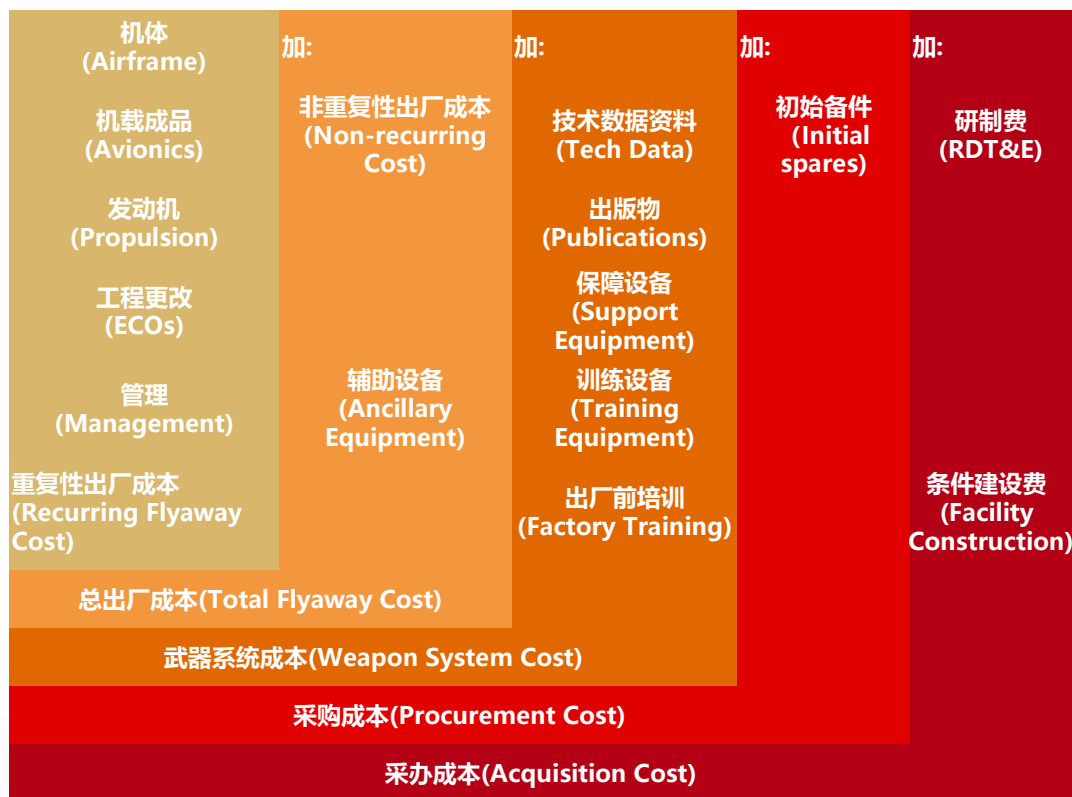 机体
(Airframe)
机载成品
(Avionics)
发动机
(Propulsion)
工程更改
(ECOs)
管理
(Management)
重复性出厂成本
(Recurring Flyaway
Cost)
加:
非重复性出厂成本
(Non-recurring
Cost)
辅助设备
(Ancillary
Equipment)
加:
技术数据资料
(Tech Data)
出版物
(Publications)
保障设备
(Support
Equipment)
训练设备
(Training
Equipment)
出厂前培训
(Factory Training)
加:
初始备件
(Initial
spares)
加:
研制费
(RDT&E)
条件建设费
(Facility
Construction)
总出厂成本(Total Flyaway Cost)
武器系统成本(Weapon System Cost)
采购成本(Procurement Cost)
采办成本(Acquisition Cost)